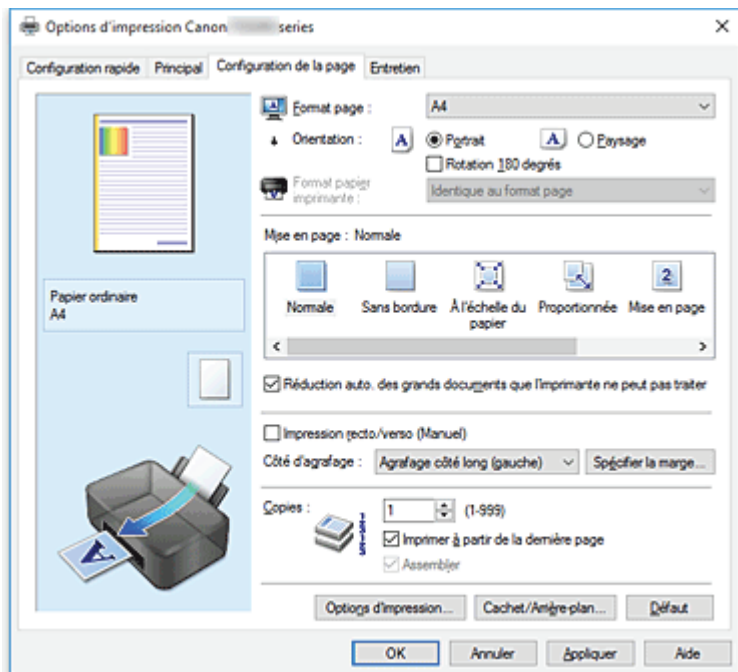 Options d'impression Canon series
Configuration rapide Principal Configuration de la page Entretien
Format page : A4
Orientation : A Portrait A Paysage
Rotation 180 degrés
Format papier imprimante : Identique au format page
Mise en page : Normale
2
Normale Sans bordure À l'échelle du papier Proportionnée Mise en page
Papier ordinaire
A4
Réduction auto. des grands documents que l'imprimante ne peut pas traiter
Impression recto/verso (Manuel)
Côté d'agrafage : Agrafage côté long (gauche) Spécifier la marge...
Copies : 1 (1-999)
Imprimer à partir de la dernière page
Assembler
A
Options d'impression... Cachet/Arrière-plan... Défaut
OK Annuler Appliquer Aide